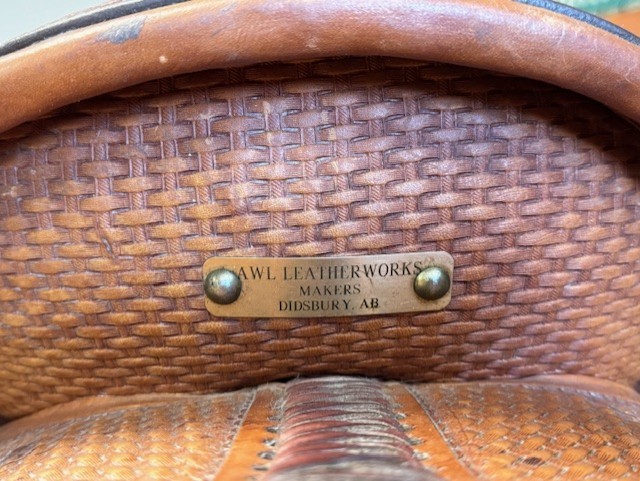 AWL LEATHERWORKS
MAKERS
DIDSBURY, AB